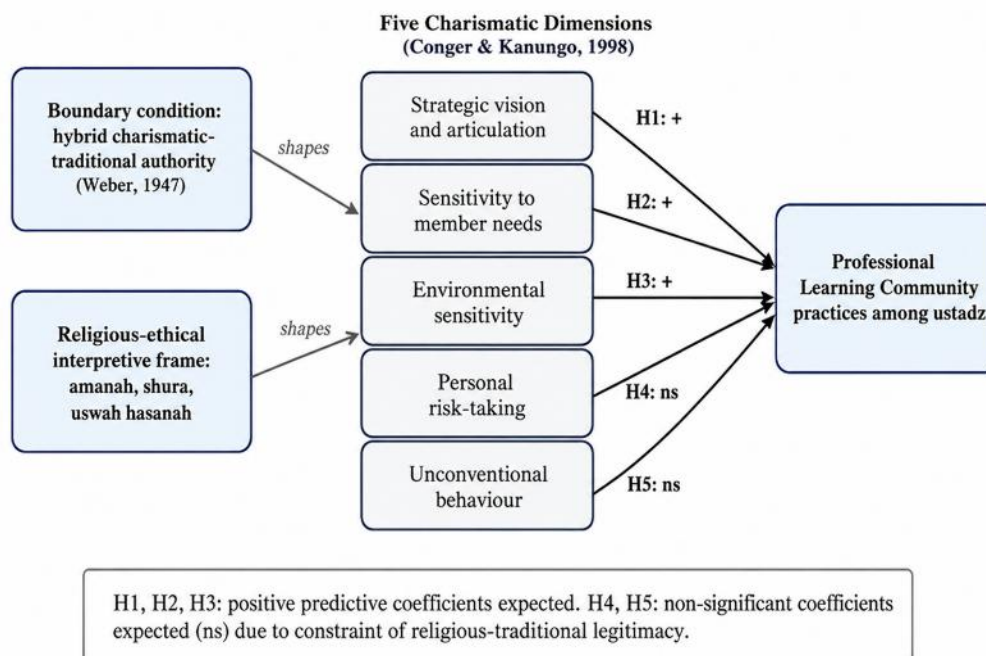 Five Charismatic Dimensions
(Conger & Kanungo, 1998)
Boundary condition:
hybrid charismatic-
traditional authority
(Weber, 1947)
shapes
Religious-ethical
interpretive frame:
amanah, shura,
uswah hasanah
shapes
Strategic vision
and articulation
Sensitivity to
member needs
Environmental
sensitivity
Personal
risk-taking
Unconventional
behaviour
H1: +
H2: +
H3: +
H4: ns
H5: ns
Professional
Learning Community
practices among ustadz
H1, H2, H3: positive predictive coefficients expected. H4, H5: non-significant coefficients
expected (ns) due to constraint of religious-traditional legitimacy.